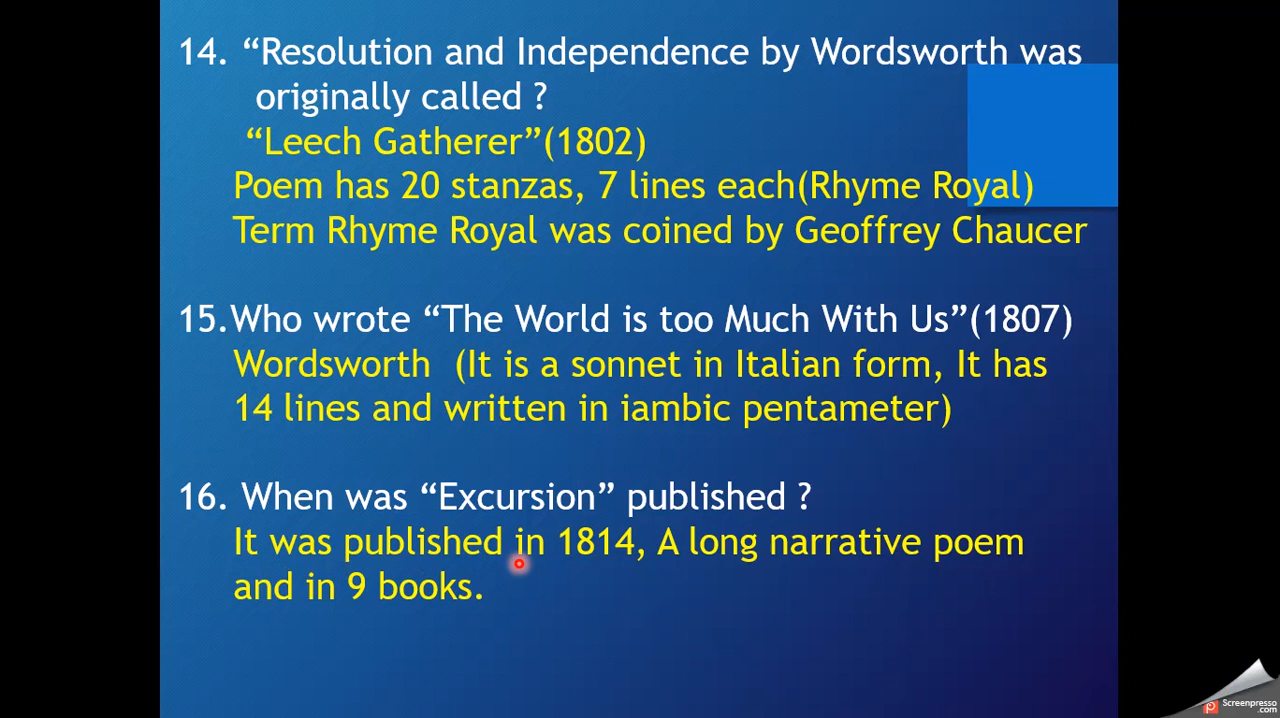 14. “Resolution and Independence by Wordsworth was
originally called ?
“Leech Gatherer”(1802)
Poem has 20 stanzas, 7 lines each(Rhyme Royal)
Term Rhyme Royal was coined by Geoffrey Chaucer
15.Who wrote “The World is too Much With Us”(1807)
Wordsworth (It is a sonnet in Italian form, It has
14 lines and written in iambic pentameter)
16. When was “Excursion” published ?
It was published in 1814, A long narrative poem
and in 9 books.
Screenpresso
.com